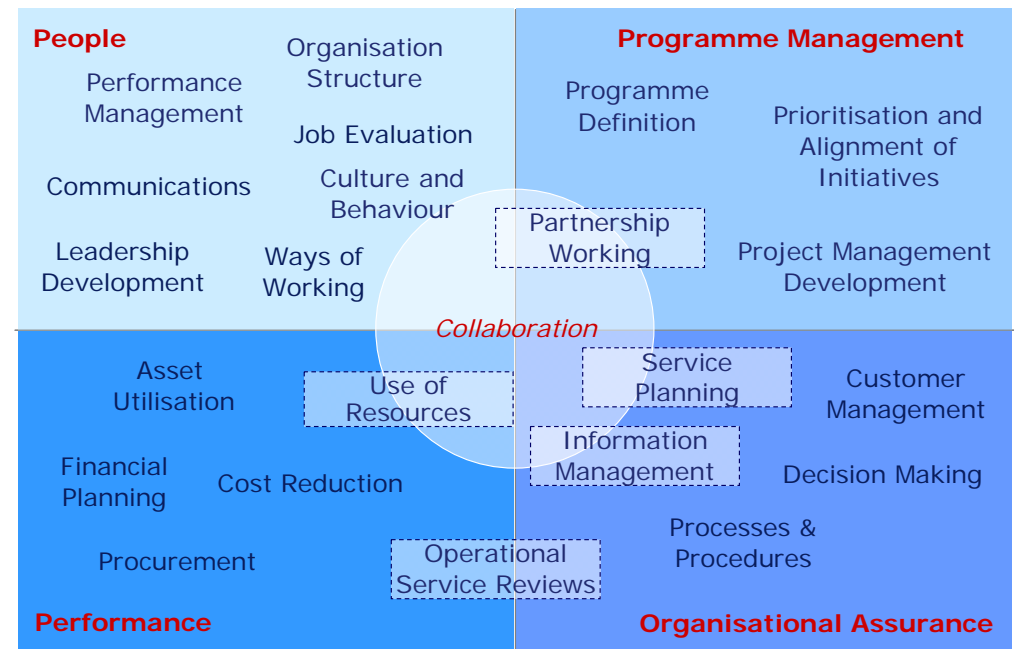 People
Organisation
Structure
Performance
Management
Job Evaluation
Communications
Culture and
Behaviour
Leadership
Development
Ways of
Working
Programme Management
Programme
Definition
Prioritisation and
Alignment of
Initiatives
Partnership
Working
Project Management
Development
Collaboration
Asset
Utilisation
Use of
Resources
Financial
Planning
Cost Reduction
Procurement
Operational
Service Reviews
Performance
Service
Planning
Customer
Management
Information
Management
Decision Making
Processes &
Procedures
Organisational Assurance